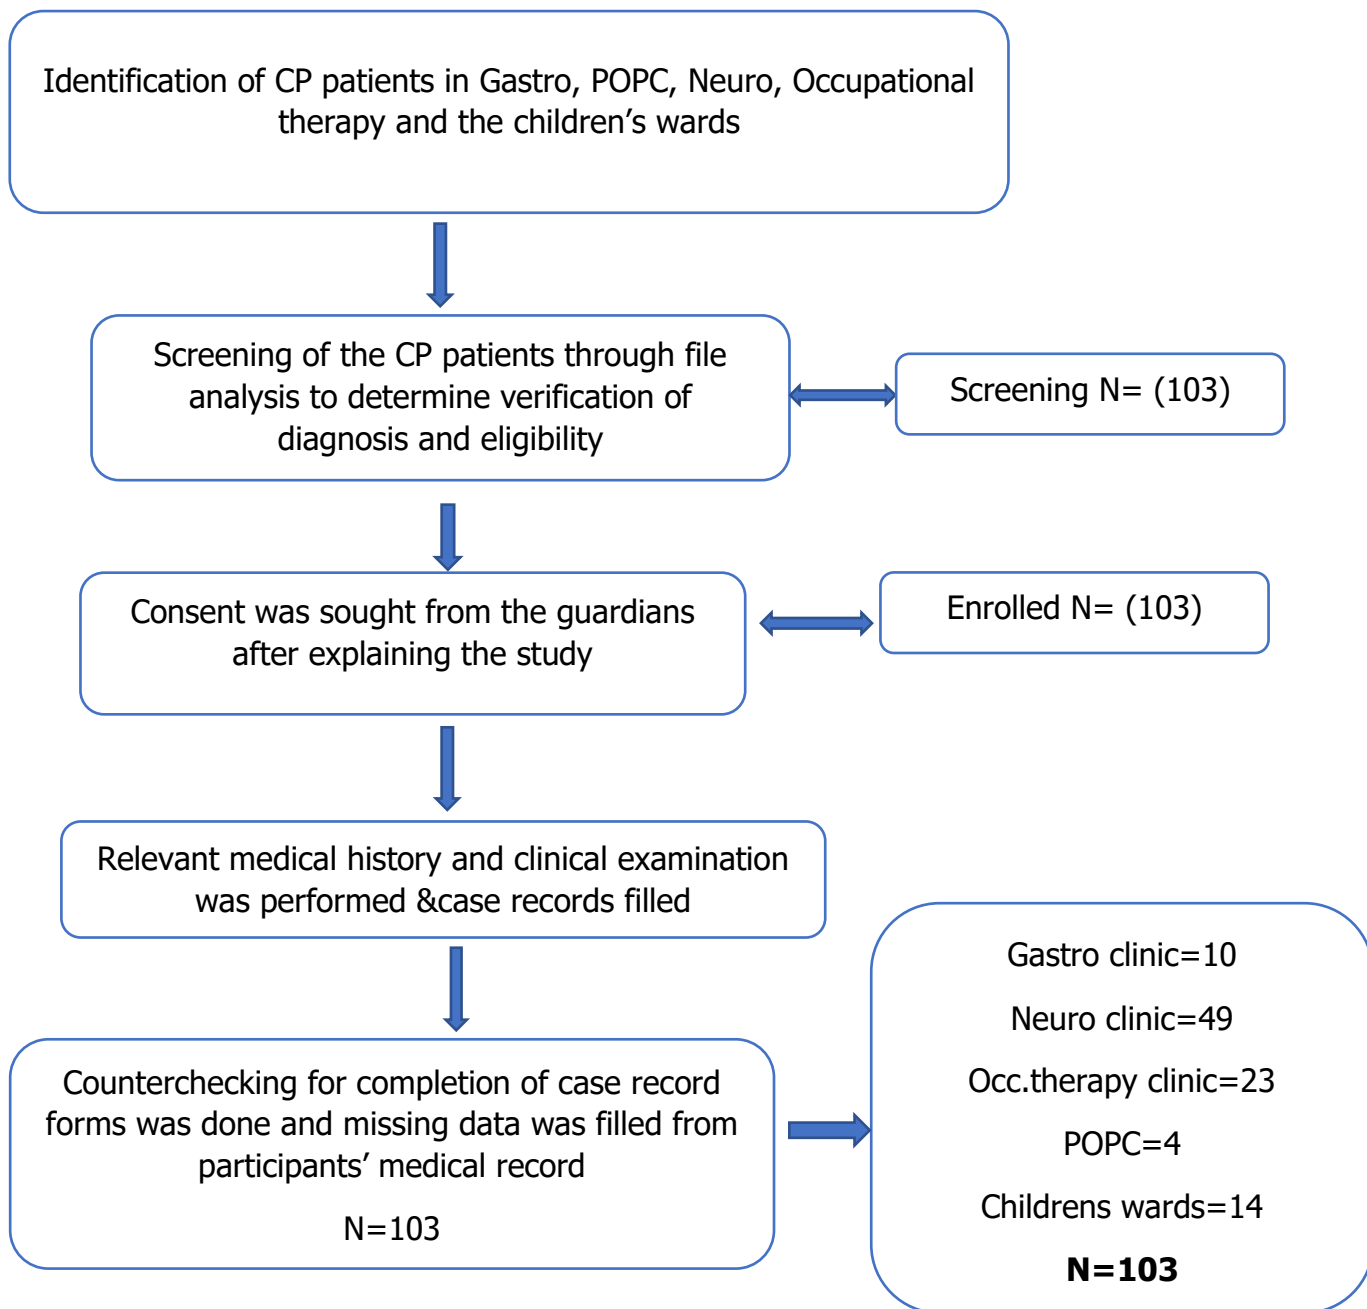 Identification of CP patients in Gastro, POPC, Neuro, Occupational
therapy and the children’s wards
Screening of the CP patients through file
analysis to determine verification of
diagnosis and eligibility
Screening N= (103)
Consent was sought from the guardians
after explaining the study
Enrolled N= (103)
Relevant medical history and clinical examination
was performed &case records filled
Counterchecking for completion of case record
forms was done and missing data was filled from
participants’ medical record
N=103
Gastro clinic=10
Neuro clinic=49
Occ.therapy clinic=23
POPC=4
Childrens wards=14
N=103